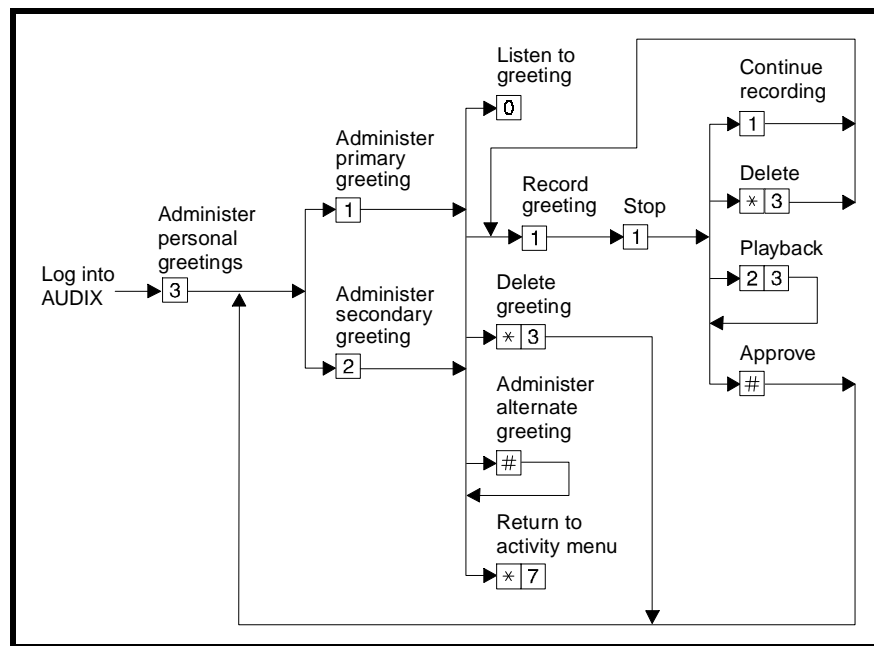 Log into
AUDIX
Administer
personal
greetings
3
Administer
primary
greeting
1
Administer
secondary
greeting
2
Listen to
greeting
0
Record
greeting
1
Stop
1
Delete
greeting
* 3
Administer
alternate
greeting
#
Return to
activity menu
* 7
Continue
recording
1
Delete
* 3
Playback
2 3
Approve
#